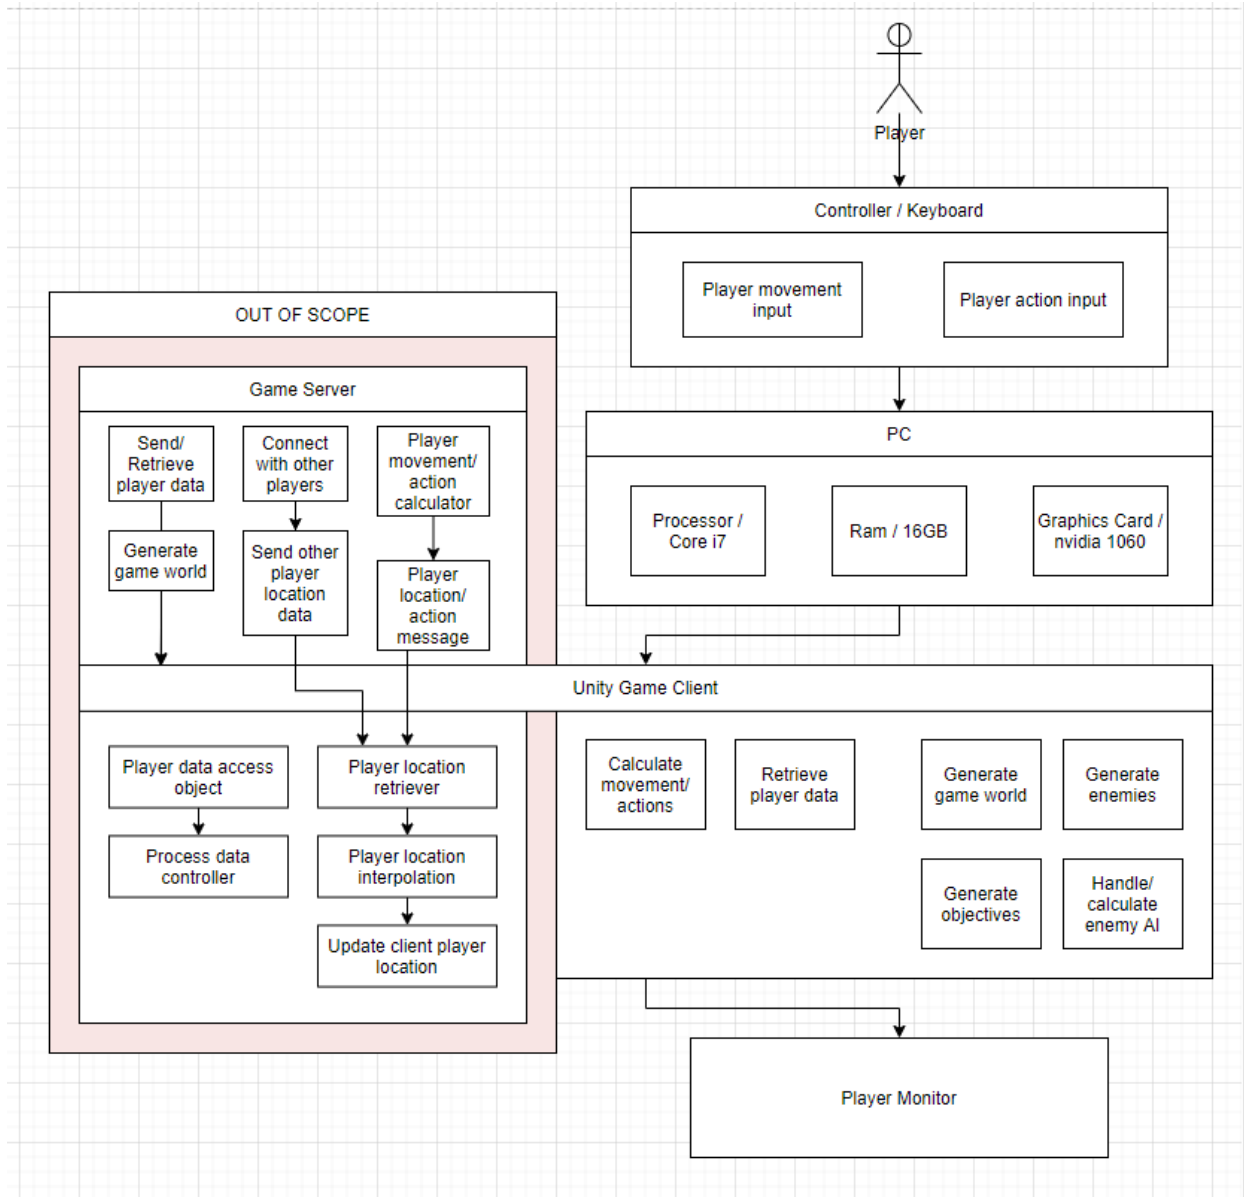 Player
Controller / Keyboard
Player movement
input
Player action input
OUT OF SCOPE
Game Server
Send/
Retrieve
player data
Connect
with other
players
Player
movement/
action
calculator
Generate
game world
Send other
player
location
data
Player
location/
action
message
PC
Processor /
Core i7
Ram / 16GB
Graphics Card /
nvidia 1060
Unity Game Client
Player data access
object
Process data
controller
Player location
retriever
Player location
interpolation
Update client player
location
Calculate
movement/
actions
Retrieve
player data
Generate
game world
Generate
enemies
Generate
objectives
Handle/
calculate
enemy AI
Player Monitor